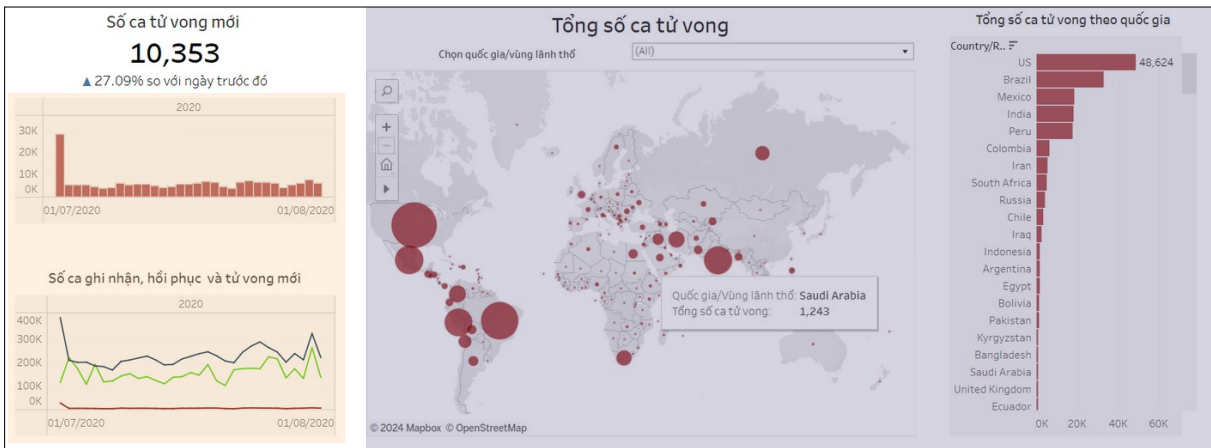 Số ca tử vong mới
10,353
▲ 27.09% so với ngày trước đó
2020
30K
20K
10K
0K
01/07/2020 01/08/2020
Số ca ghi nhận, hồi phục và tử vong mới
2020
400K
300K
200K
100K
0K
01/07/2020 01/08/2020
Tổng số ca tử vong
Chọn quốc gia/vùng lãnh thổ (All)
Quốc gia/Vùng lãnh thổ: Saudi Arabia
Tổng số ca tử vong: 1,243
© 2024 Mapbox © OpenStreetMap
Tổng số ca tử vong theo quốc gia
Country/R..
US 48,624
Brazil
Mexico
India
Peru
Colombia
Iran
South Africa
Russia
Chile
Iraq
Indonesia
Argentina
Egypt
Bolivia
Pakistan
Kyrgyzstan
Bangladesh
Saudi Arabia
United Kingdom
Ecuador
0K 20K 40K 60K